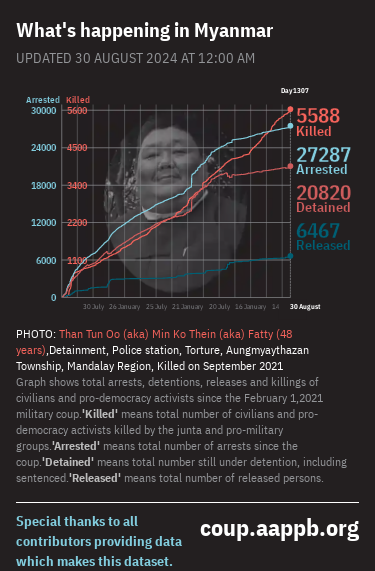 What's happening in Myanmar
UPDATED 30 AUGUST 2024 AT 12:00 AM
Day1307
Arrested Killed
30000 5600
24000 4500
18000 3400
12000 2200
6000 1100
0
5588
Killed
27287
Arrested
20820
Detained
6467
Released
30 July 26 January 25 July 21 January 20 July 16 January 14 30 August
PHOTO: Than Tun Oo (aka) Min Ko Thein (aka) Fatty (48
years),Detainment, Police station, Torture, Aungmyaythazan
Township, Mandalay Region, Killed on September 2021
Graph shows total arrests, detentions, releases and killings of
civilians and pro-democracy activists since the February 1,2021
military coup.'Killed' means total number of civilians and pro-
democracy activists killed by the junta and pro-military
groups.'Arrested' means total number of arrests since the
coup.'Detained' means total number still under detention, including
sentenced.'Released' means total number of released persons.
Special thanks to all
contributors providing data
which makes this dataset.
coup.aappb.org